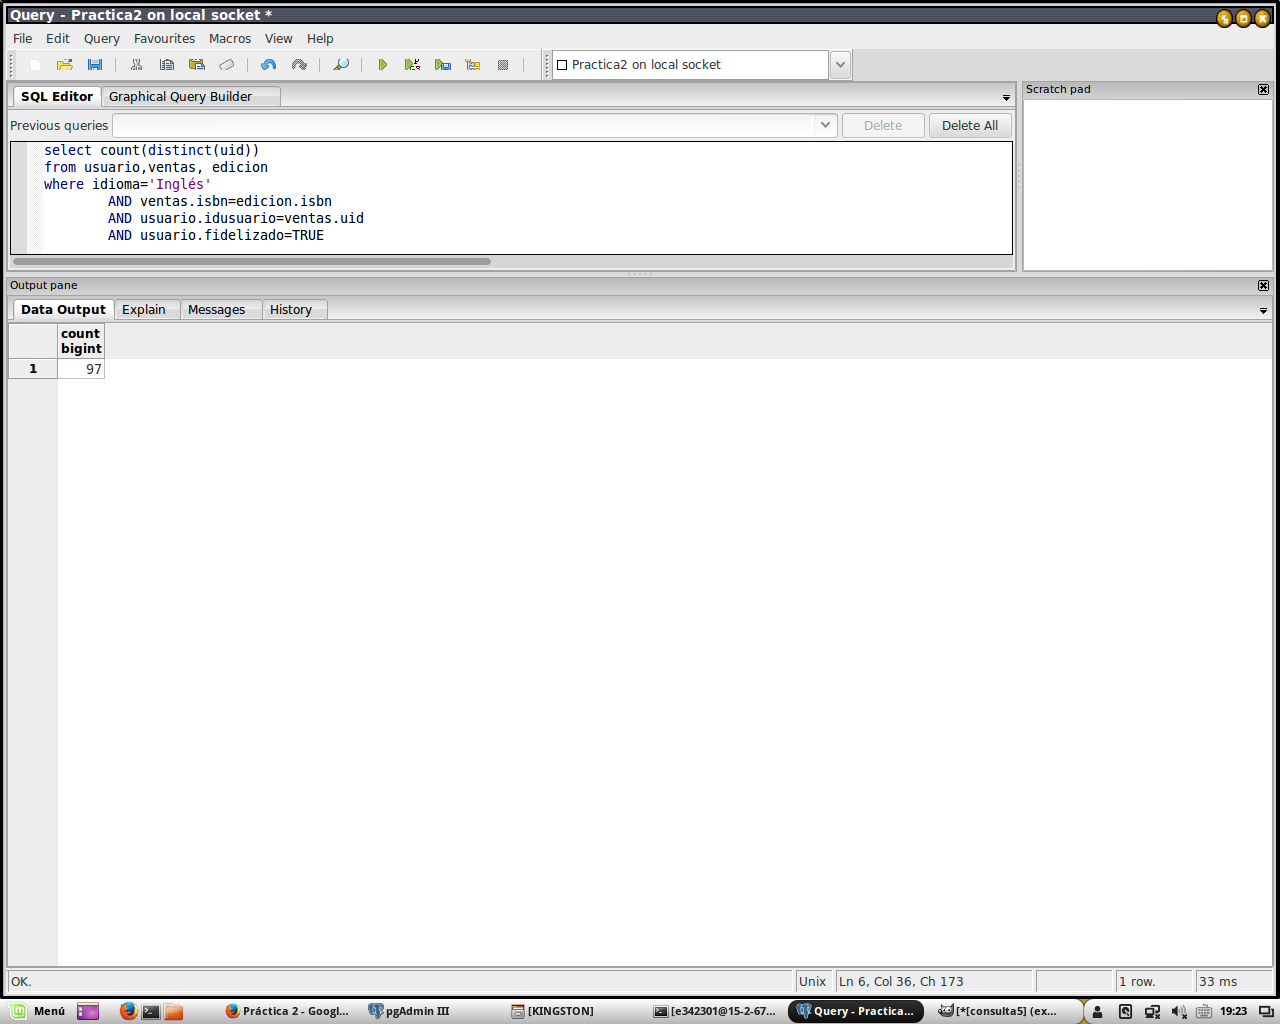 Query - Practica2 on local socket *
File Edit Query Favourites Macros View Help
Practica2 on local socket
SQL Editor Graphical Query Builder
Scratch pad
Previous queries Delete Delete All
select count(distinct(uid))
from usuario,ventas, edicion
where idioma='Inglés'
AND ventas.isbn=edicion.isbn
AND usuario.idusuario=ventas.uid
AND usuario.fidelizado=TRUE
Output pane
Data Output Explain Messages History
count
bigint
1 97
OK. Unix Ln 6, Col 36, Ch 173 1 row. 33 ms
Menú Práctica 2 - Googl... pgAdmin III [KINGSTON] [e342301@15-2-67... Query - Practica... [*[consulta5] (ex... 19:23